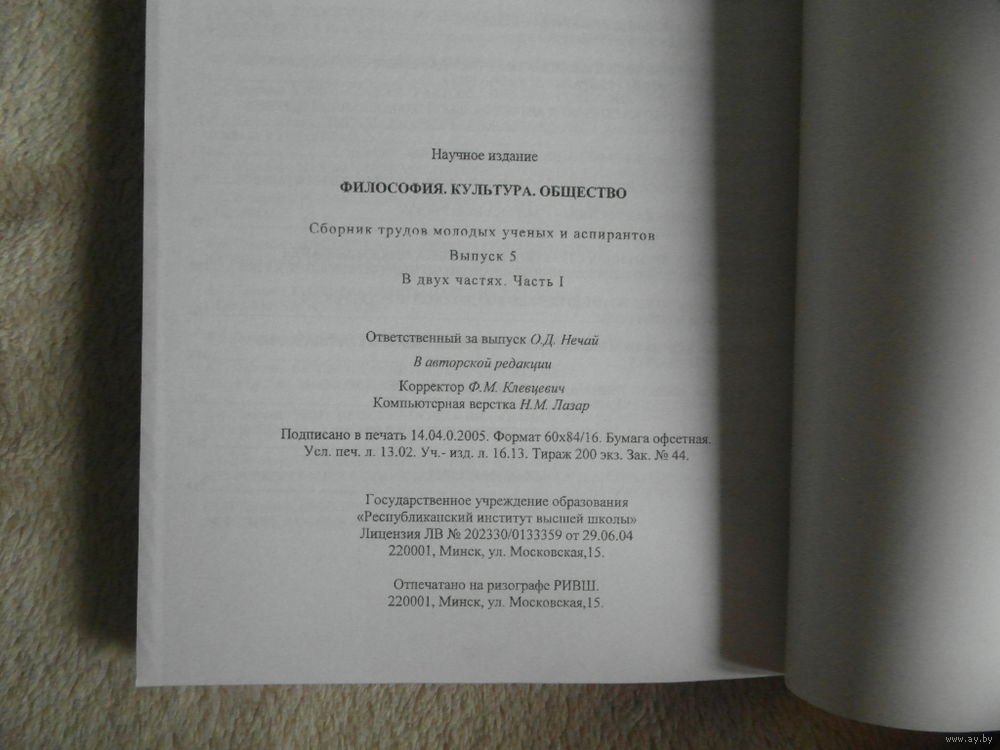 Научное издание
ФИЛОСОФИЯ. КУЛЬТУРА. ОБЩЕСТВО
Сборник трудов молодых ученых и аспирантов
Выпуск 5
В двух частях. Часть I
Ответственный за выпуск О.Д. Нечай
В авторской редакции
Корректор Ф.М. Клевцевич
Компьютерная верстка Н.М. Лазар
Подписано в печать 14.04.0.2005. Формат 60х84/16. Бумага офсетная.
Усл. печ. л. 13.02. Уч.- изд. л. 16.13. Тираж 200 экз. Зак. № 44.
Государственное учреждение образования
«Республиканский институт высшей школы»
Лицензия ЛВ № 202330/0133359 от 29.06.04
220001, Минск, ул. Московская,15.
Отпечатано на ризографе РИВШ.
220001, Минск, ул. Московская,15.
www.ay.by